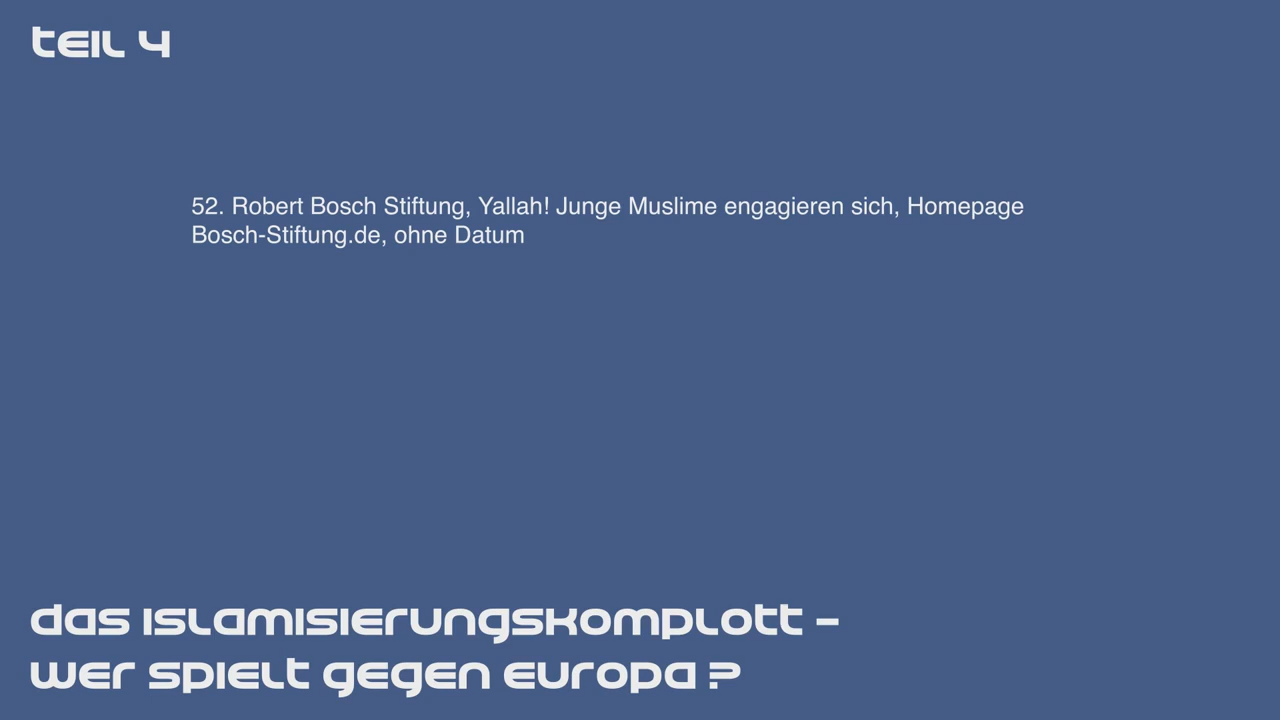 Teil 4
52. Robert Bosch Stiftung, Yallah! Junge Muslime engagieren sich, Homepage
Bosch-Stiftung.de, ohne Datum
das Islamisierungskomplott –
wer spielt gegen Europa ?